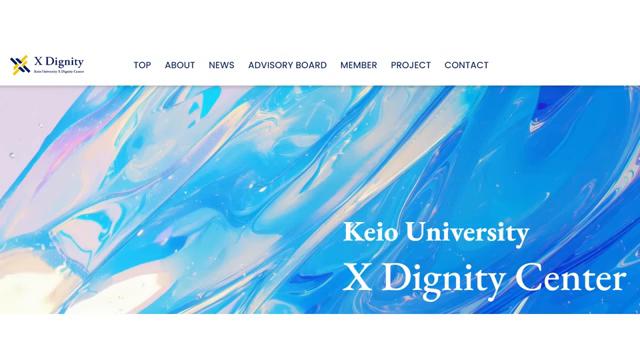 X Dignity
Keio University X Dignity Center
TOP ABOUT NEWS ADVISORY BOARD MEMBER PROJECT CONTACT
Keio University
X Dignity Center